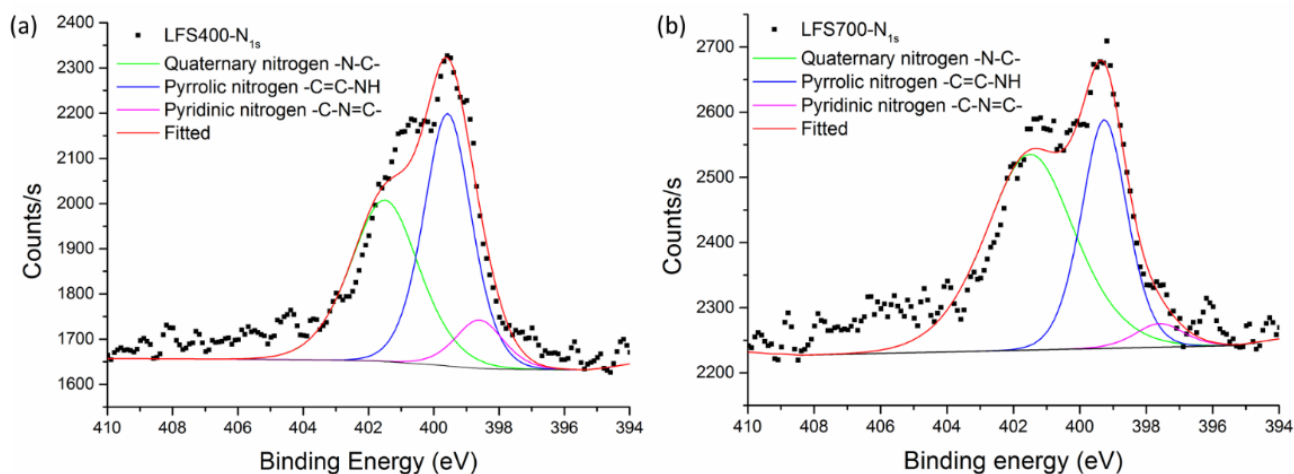 (a)
LFS400-N1s
Quaternary nitrogen -N-C-
Pyrrolic nitrogen -C=C-NH
Pyridinic nitrogen -C-N=C-
Fitted
Counts/s
2400
2300
2200
2100
2000
1900
1800
1700
1600
410 408 406 404 402 400 398 396 394
Binding Energy (eV)
(b)
LFS700-N1s
Quaternary nitrogen -N-C-
Pyrrolic nitrogen -C=C-NH
Pyridinic nitrogen -C-N=C-
Fitted
Counts/s
2700
2600
2500
2400
2300
2200
410 408 406 404 402 400 398 396 394
Binding energy (eV)